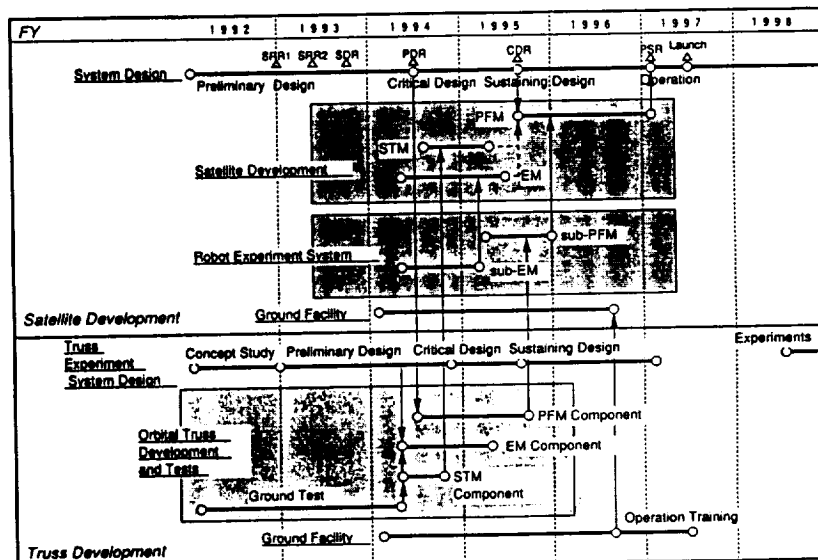 FY 1992 1993 1994 1995 1996 1997 1998
SRR1 SRR2 SDR PDR CDR PSR Launch
System Design
Preliminary Design Critical Design Sustaining Design Operation
PFM
STM
Satellite Development EM
sub-PFM
Robot Experiment System
sub-EM
Ground Facility
Satellite Development
Truss
Experiment
System Design
Concept Study Preliminary Design Critical Design Sustaining Design Experiments
PFM Component
Orbital Truss
Development
and Tests
EM Component
STM
Component
Ground Test
Operation Training
Ground Facility
Truss Development